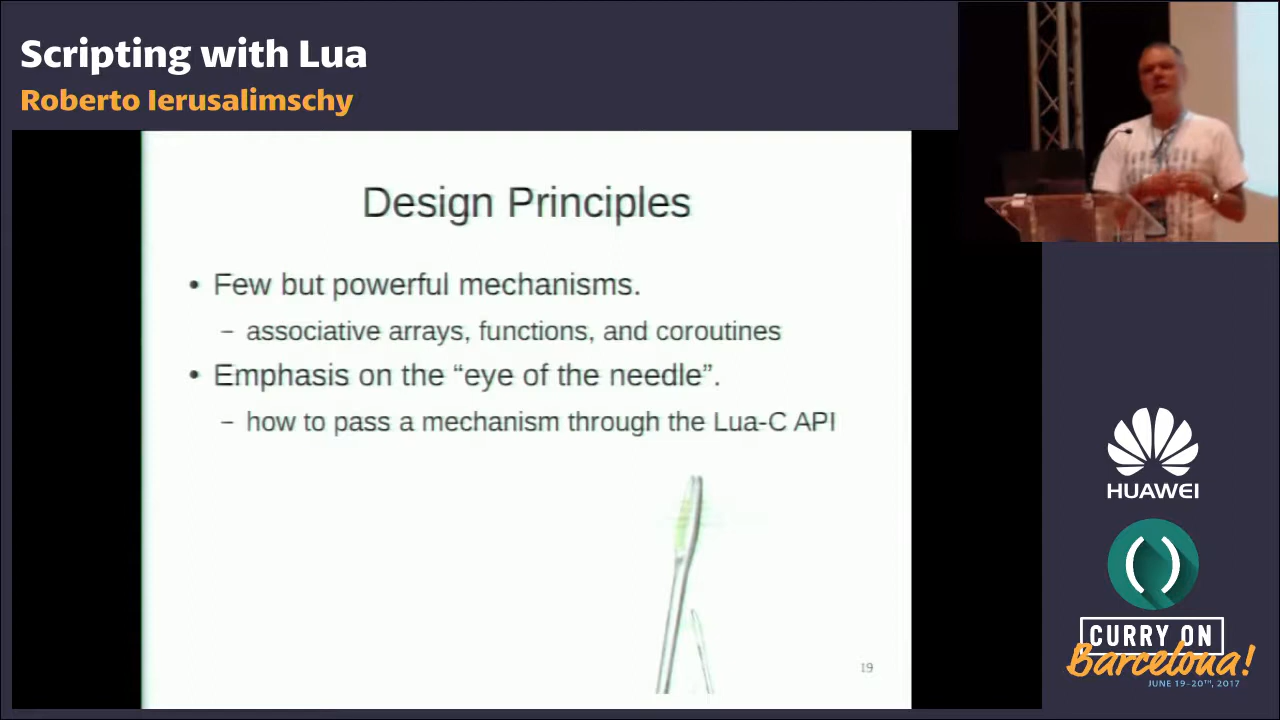 Scripting with Lua
Roberto Ierusalimschy
Design Principles
• Few but powerful mechanisms.
– associative arrays, functions, and coroutines
• Emphasis on the “eye of the needle”.
– how to pass a mechanism through the Lua-C API
19
HUAWEI
CURRY ON
Barcelona!
JUNE 19-20TH, 2017